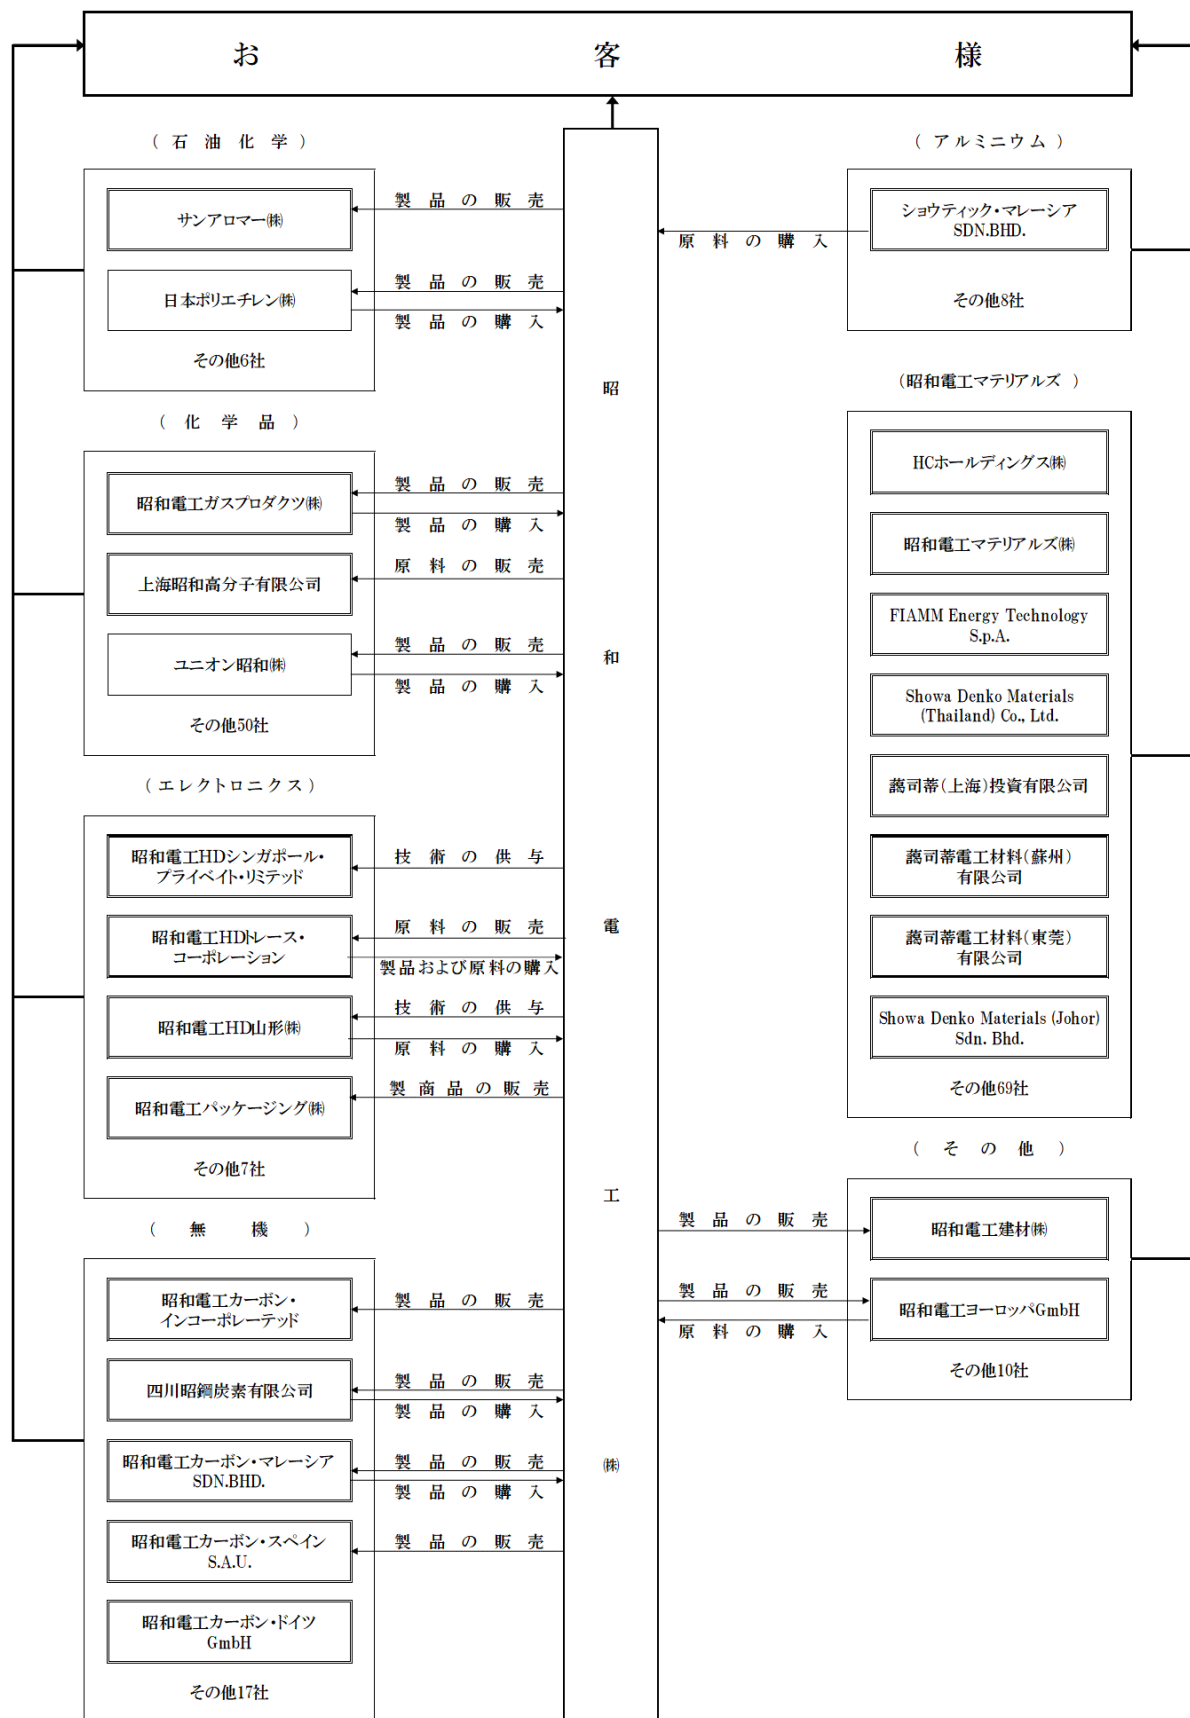 お客様
(石油化学)
サンアロマー㈱
製品の販売
日本ポリエチレン㈱
製品の販売
製品の購入
その他6社
(化学品)
昭和電工ガスプロダクツ㈱
製品の販売
製品の購入
上海昭和高分子有限公司
原料の販売
ユニオン昭和㈱
製品の販売
製品の購入
その他50社
(エレクトロニクス)
昭和電工HDシンガポール・
プライベイト・リミテッド
技術の供与
昭和電工HDトレース・
コーポレーション
原料の販売
製品および原料の購入
昭和電工HD山形㈱
技術の供与
原料の購入
昭和電工パッケージング㈱
製商品の販売
その他7社
(無機)
昭和電工カーボン・
インコーポレーテッド
製品の販売
四川昭鋼炭素有限公司
製品の販売
製品の購入
昭和電工カーボン・マレーシア
SDN.BHD.
製品の販売
製品の購入
昭和電工カーボン・スペイン
S.A.U.
製品の販売
昭和電工カーボン・ドイツ
GmbH
その他17社
昭和電工㈱
(アルミニウム)
ショウティック・マレーシア
SDN.BHD.
原料の購入
その他8社
(昭和電工マテリアルズ)
HCホールディングス㈱
昭和電工マテリアルズ㈱
FIAMM Energy Technology
S.p.A.
Showa Denko Materials
(Thailand) Co., Ltd.
藹司蒂(上海)投資有限公司
藹司蒂電工材料(蘇州)
有限公司
藹司蒂電工材料(東莞)
有限公司
Showa Denko Materials (Johor)
Sdn. Bhd.
その他69社
(その他)
昭和電工建材㈱
製品の販売
昭和電工ヨーロッパGmbH
製品の販売
原料の購入
その他10社